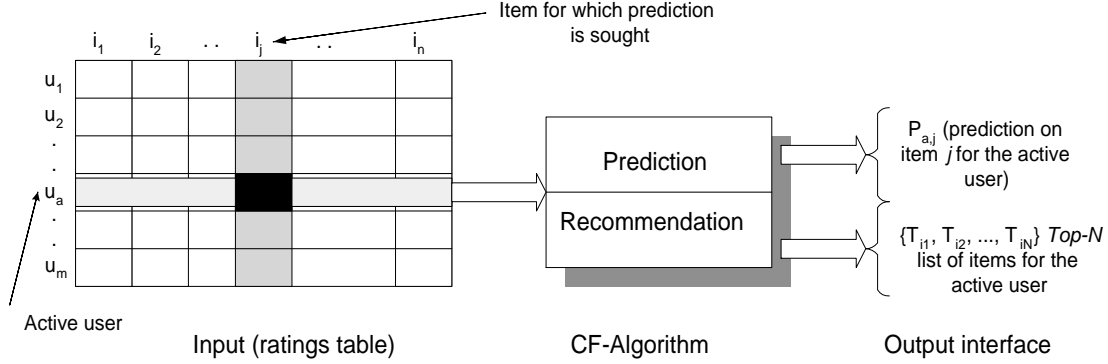 Item for which prediction
is sought
i1 i2 . . ij . . in
u1
u2
.
.
ua
.
.
um
Active user
Input (ratings table)
Prediction
Recommendation
CF-Algorithm
Pa,j (prediction on
item j for the active
user)
{Ti1, Ti2, ..., TiN} Top-N
list of items for the
active user
Output interface